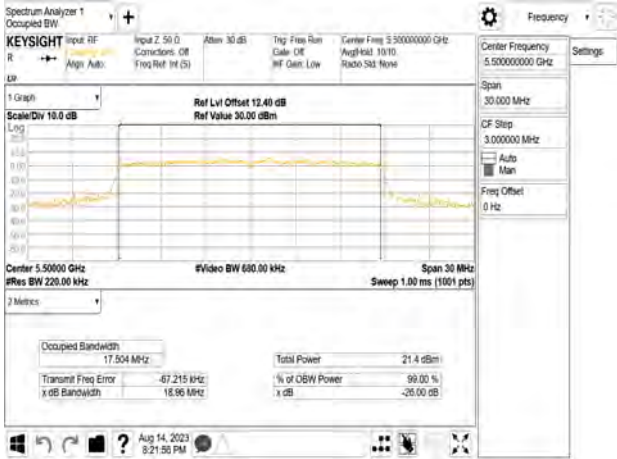 Spectrum Analyzer 1
Occupied BW
+
Frequency
KEYSIGHT
Input: RF
Input Z: 50 Ω
Atten: 30 dB
Trig: Free Run
Center Freq: 5.500000000 GHz
R
Corrections: Off
Gate: Off
Avg|Hold: 10/10
Align: Auto
Freq Ref: Int (S)
#IF Gain: Low
Radio Std: None
Center Frequency
5.500000000 GHz
Settings
Span
30.000 MHz
CF Step
3.000000 MHz
Auto
Man
Freq Offset
0 Hz
1 Graph
Ref Lvl Offset 12.40 dB
Scale/Div 10.0 dB
Ref Value 30.00 dBm
Log
Center 5.50000 GHz
#Video BW 680.00 kHz
Span 30 MHz
#Res BW 220.00 kHz
Sweep 1.00 ms (1001 pts)
2 Metrics
Occupied Bandwidth
17.504 MHz
Total Power
21.4 dBm
Transmit Freq Error
-67.215 kHz
% of OBW Power
99.00 %
x dB Bandwidth
18.96 MHz
x dB
-26.00 dB
?
Aug 14, 2023
8:21:56 PM